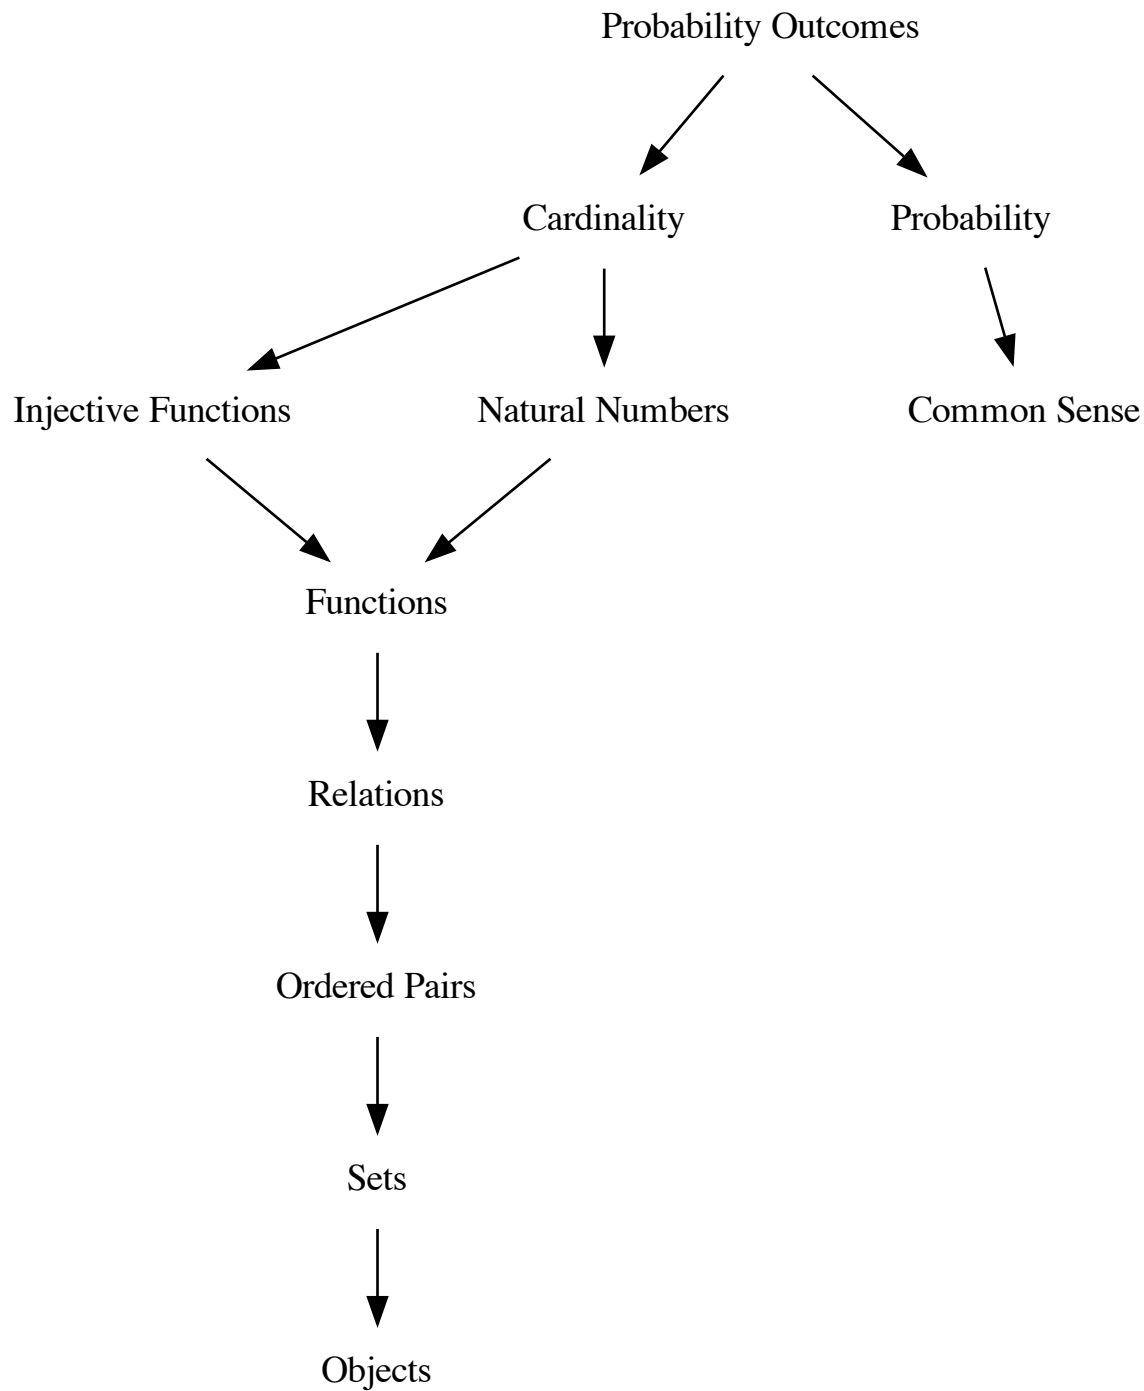 Probability Outcomes
Cardinality
Probability
Injective Functions
Natural Numbers
Common Sense
Functions
Relations
Ordered Pairs
Sets
Objects